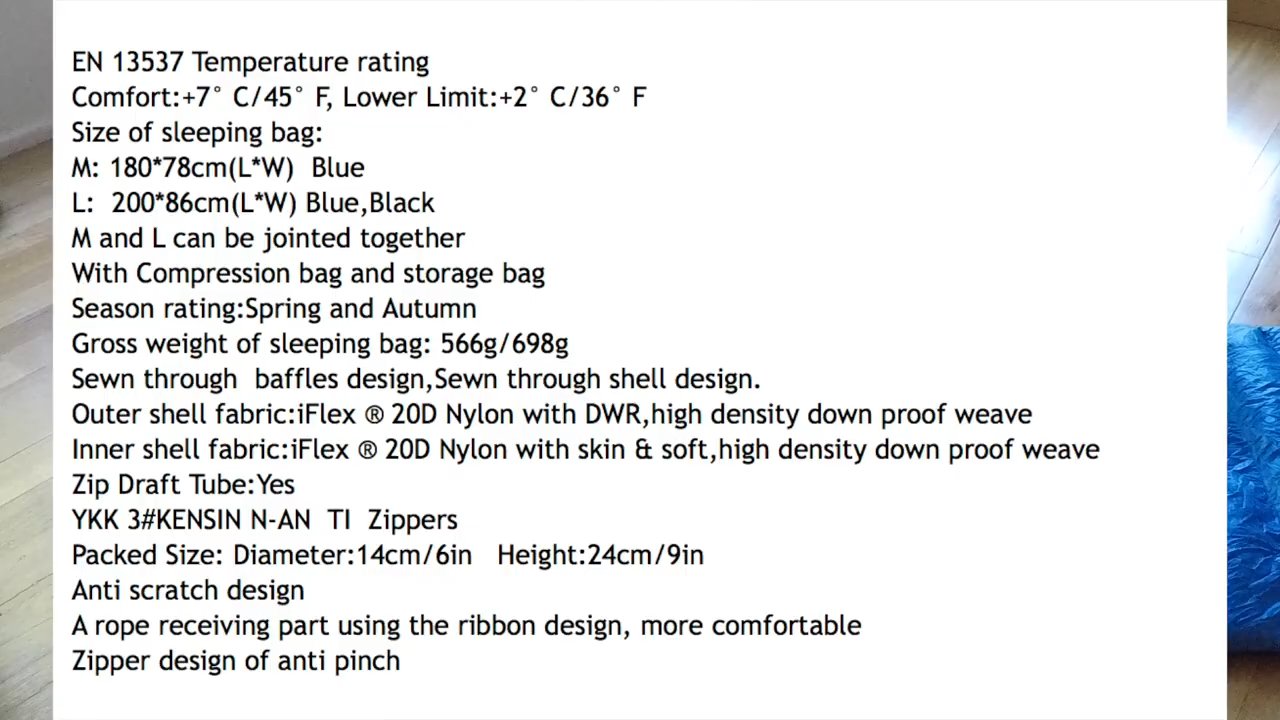 EN 13537 Temperature rating
Comfort:+7° C/45° F, Lower Limit:+2° C/36° F
Size of sleeping bag:
M: 180*78cm(L*W)  Blue
L:  200*86cm(L*W) Blue,Black
M and L can be jointed together
With Compression bag and storage bag
Season rating:Spring and Autumn
Gross weight of sleeping bag: 566g/698g
Sewn through  baffles design,Sewn through shell design.
Outer shell fabric:iFlex ® 20D Nylon with DWR,high density down proof weave
Inner shell fabric:iFlex ® 20D Nylon with skin & soft,high density down proof weave
Zip Draft Tube:Yes
YKK 3#KENSIN N-AN  TI  Zippers
Packed Size: Diameter:14cm/6in   Height:24cm/9in
Anti scratch design
A rope receiving part using the ribbon design, more comfortable
Zipper design of anti pinch